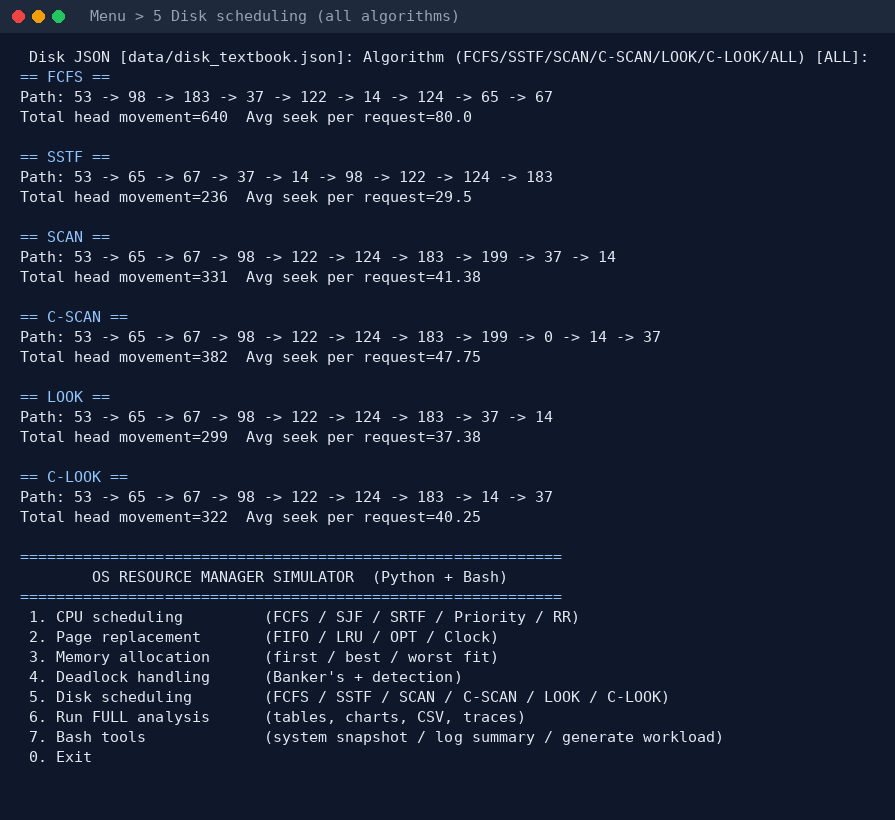 Menu > 5 Disk scheduling (all algorithms)
Disk JSON [data/disk_textbook.json]: Algorithm (FCFS/SSTF/SCAN/C-SCAN/LOOK/C-LOOK/ALL) [ALL]:
== FCFS ==
Path: 53 -> 98 -> 183 -> 37 -> 122 -> 14 -> 124 -> 65 -> 67
Total head movement=640  Avg seek per request=80.0
== SSTF ==
Path: 53 -> 65 -> 67 -> 37 -> 14 -> 98 -> 122 -> 124 -> 183
Total head movement=236  Avg seek per request=29.5
== SCAN ==
Path: 53 -> 65 -> 67 -> 98 -> 122 -> 124 -> 183 -> 199 -> 37 -> 14
Total head movement=331  Avg seek per request=41.38
== C-SCAN ==
Path: 53 -> 65 -> 67 -> 98 -> 122 -> 124 -> 183 -> 199 -> 0 -> 14 -> 37
Total head movement=382  Avg seek per request=47.75
== LOOK ==
Path: 53 -> 65 -> 67 -> 98 -> 122 -> 124 -> 183 -> 37 -> 14
Total head movement=299  Avg seek per request=37.38
== C-LOOK ==
Path: 53 -> 65 -> 67 -> 98 -> 122 -> 124 -> 183 -> 14 -> 37
Total head movement=322  Avg seek per request=40.25
============================================================
OS RESOURCE MANAGER SIMULATOR  (Python + Bash)
============================================================
1. CPU scheduling         (FCFS / SJF / SRTF / Priority / RR)
2. Page replacement       (FIFO / LRU / OPT / Clock)
3. Memory allocation      (first / best / worst fit)
4. Deadlock handling      (Banker's + detection)
5. Disk scheduling        (FCFS / SSTF / SCAN / C-SCAN / LOOK / C-LOOK)
6. Run FULL analysis      (tables, charts, CSV, traces)
7. Bash tools             (system snapshot / log summary / generate workload)
0. Exit